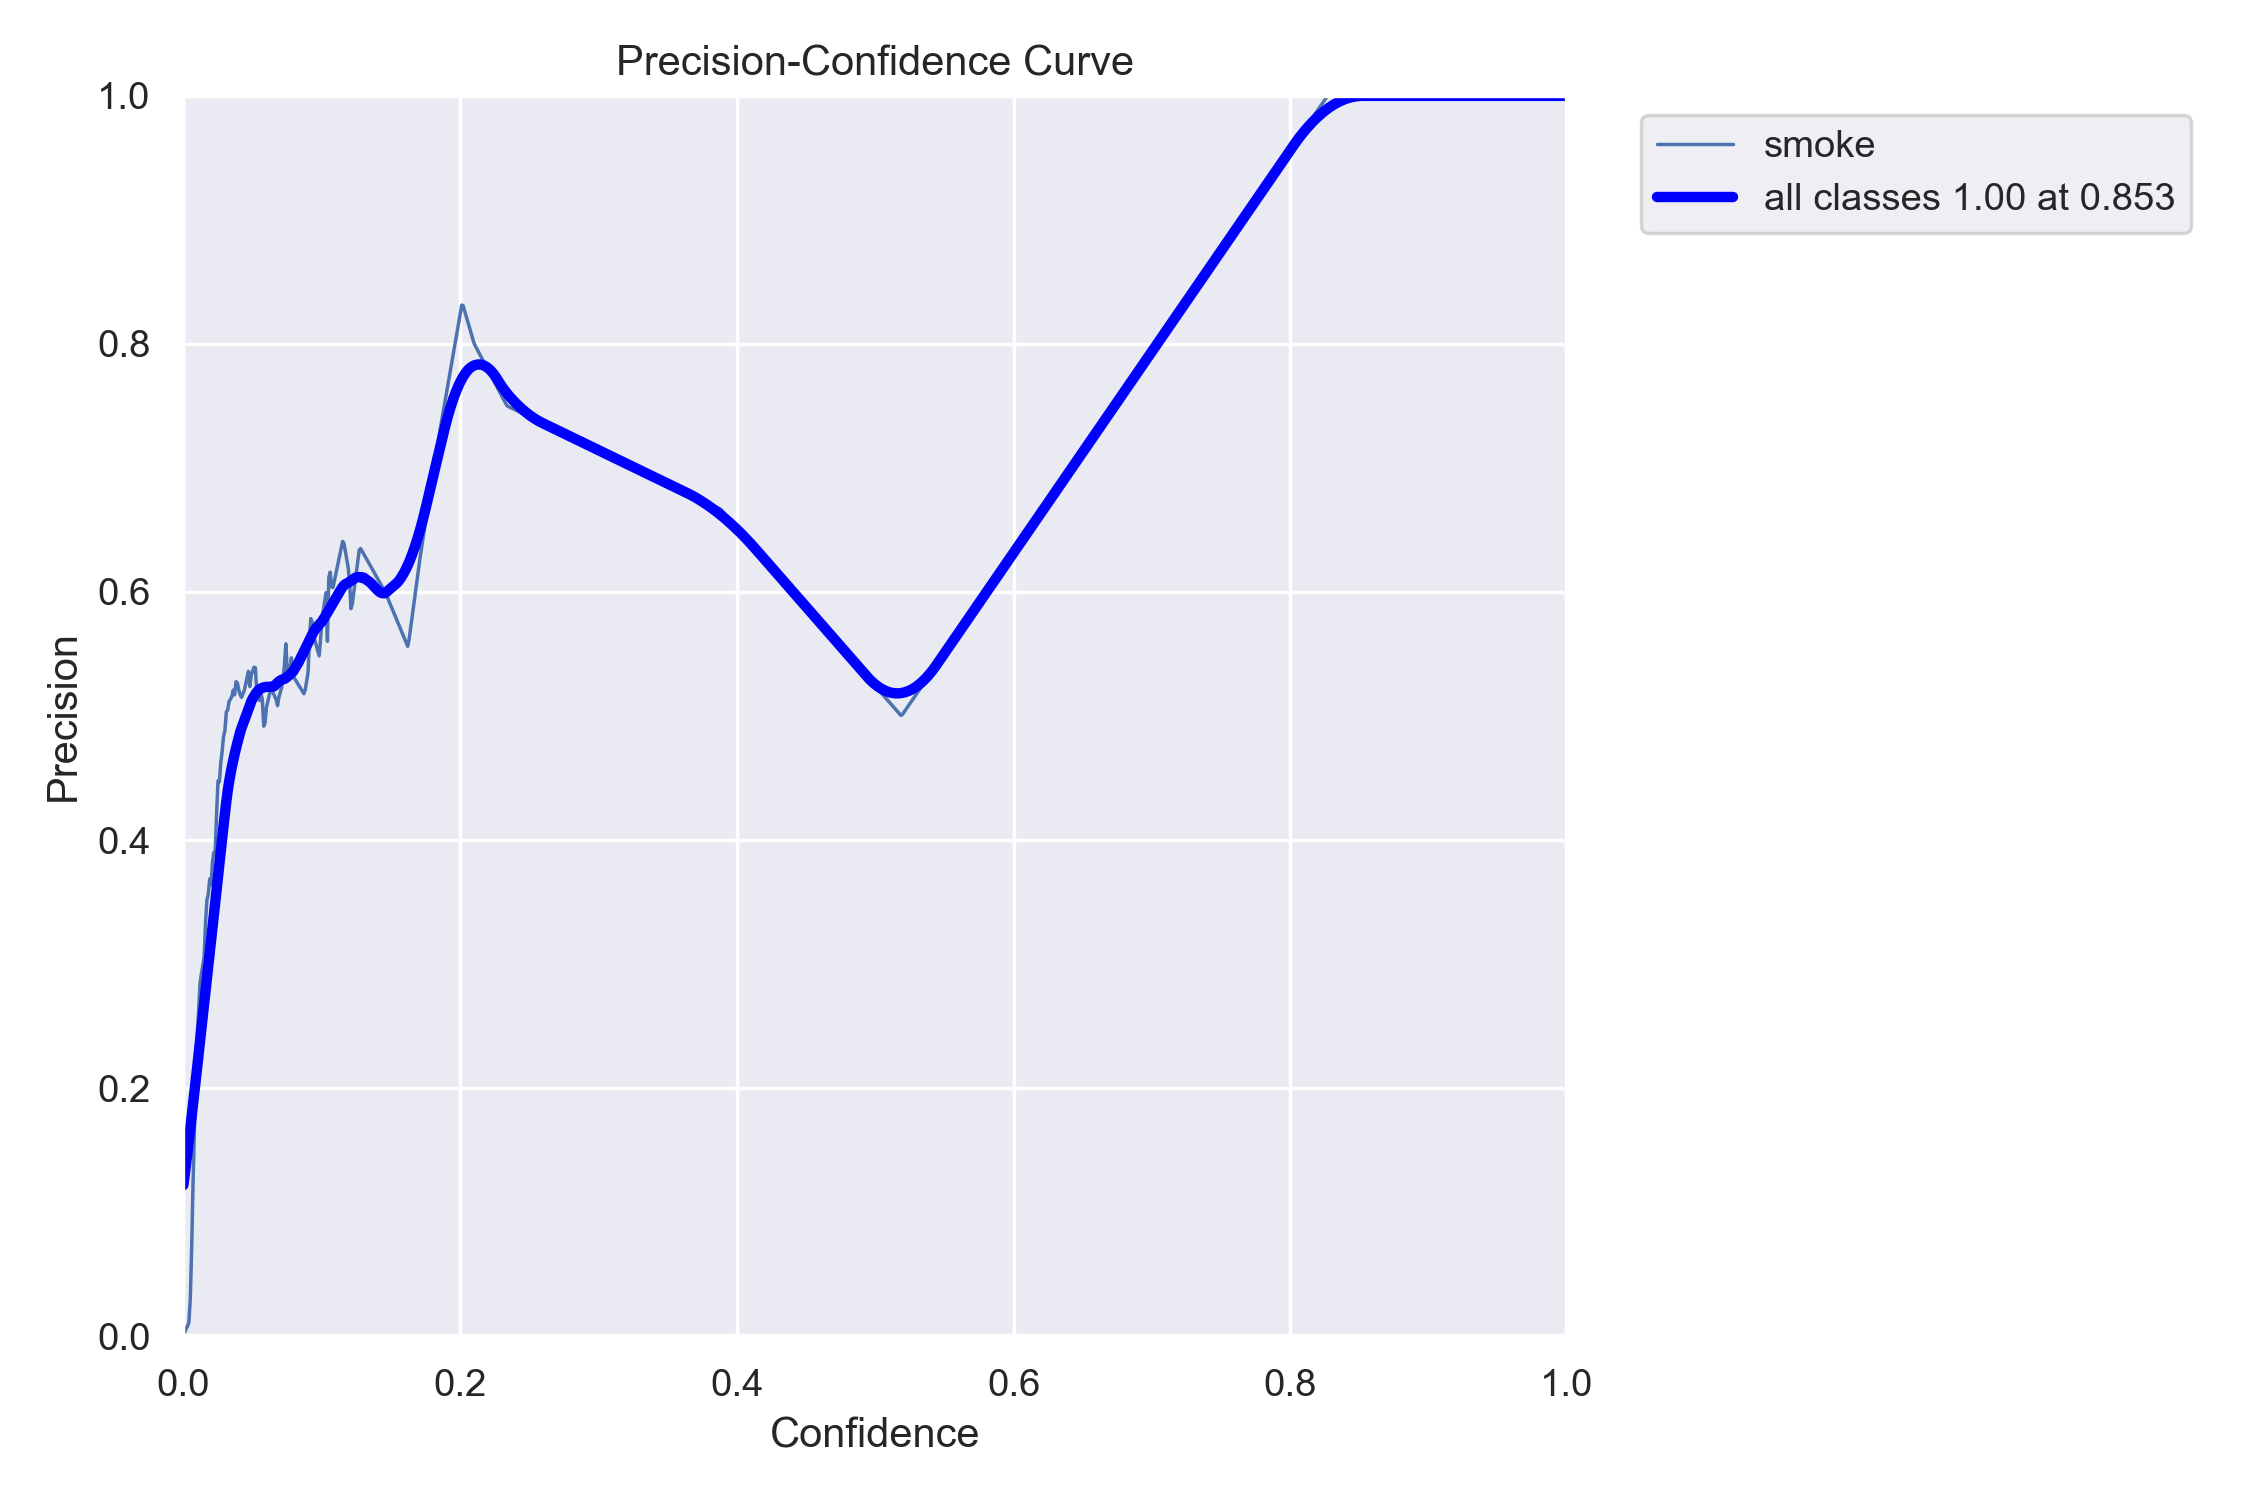 Precision-Confidence Curve
1.0
0.8
0.6
0.4
0.2
0.0
Precision
0.0 0.2 0.4 0.6 0.8 1.0
Confidence
smoke
all classes 1.00 at 0.853